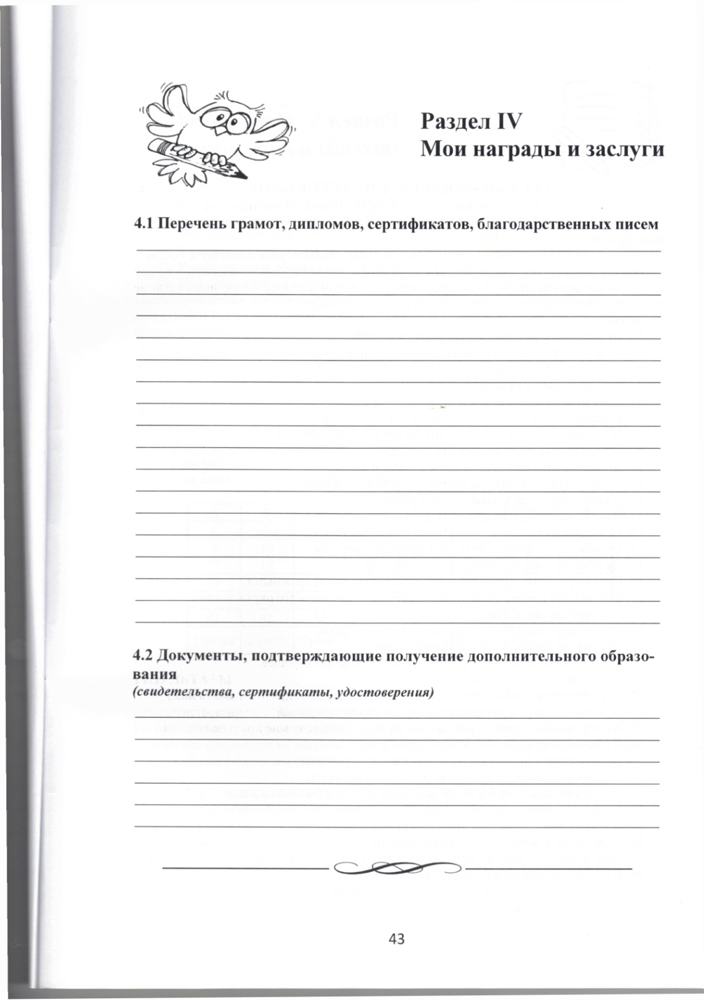 Раздел IV
Мои награды и заслуги
4.1 Перечень грамот, дипломов, сертификатов, благодарственных писем
4.2 Документы, подтверждающие получение дополнительного образо-
вания
(свидетельства, сертификаты, удостоверения)
43